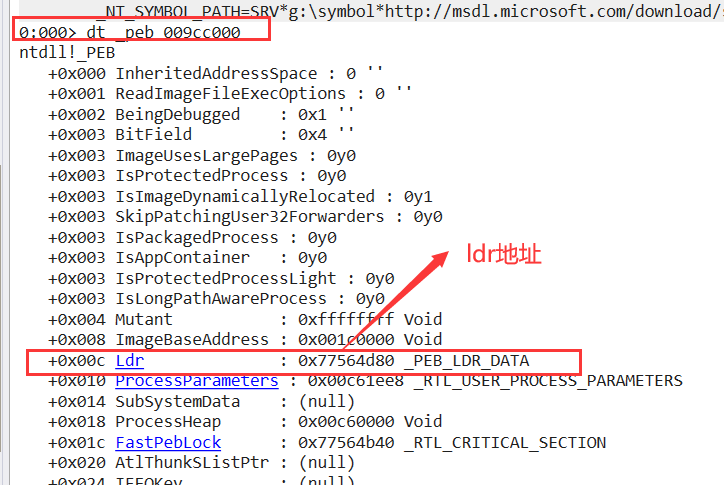 _NT_SYMBOL_PATH=SRV*g:\symbol*http://msdl.microsoft.com/download/
0:000> dt _peb 009cc000
ntdll!_PEB
+0x000 InheritedAddressSpace : 0 ''
+0x001 ReadImageFileExecOptions : 0 ''
+0x002 BeingDebugged : 0x1 ''
+0x003 BitField : 0x4 ''
+0x003 ImageUsesLargePages : 0y0
+0x003 IsProtectedProcess : 0y0
+0x003 IsImageDynamicallyRelocated : 0y1
+0x003 SkipPatchingUser32Forwarders : 0y0
+0x003 IsPackagedProcess : 0y0
+0x003 IsAppContainer : 0y0
+0x003 IsProtectedProcessLight : 0y0
+0x003 IsLongPathAwareProcess : 0y0
ldr地址
+0x004 Mutant : 0xffffffff Void
+0x008 ImageBaseAddress : 0x001c0000 Void
+0x00c Ldr : 0x77564d80 _PEB_LDR_DATA
+0x010 ProcessParameters : 0x00c61ee8 _RTL_USER_PROCESS_PARAMETERS
+0x014 SubSystemData : (null)
+0x018 ProcessHeap : 0x00c60000 Void
+0x01c FastPebLock : 0x77564b40 _RTL_CRITICAL_SECTION
+0x020 AtlThunkSListPtr : (null)
+0x024 IFEOKey : (null)